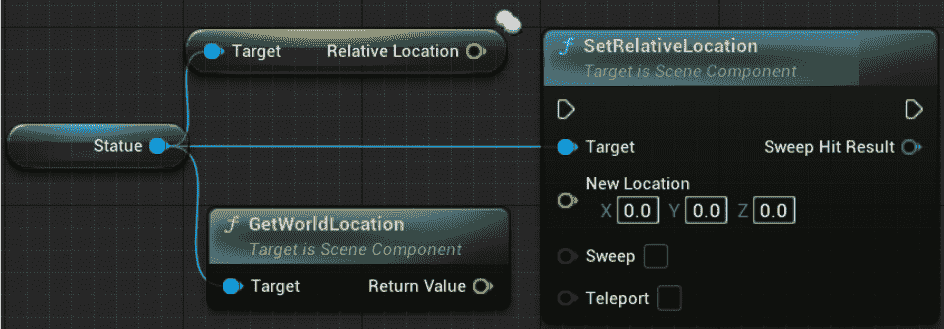 Target Relative Location
SetRelativeLocation
Target is Scene Component
Statue
Target Sweep Hit Result
New Location
X 0.0 Y 0.0 Z 0.0
GetWorldLocation
Target is Scene Component
Sweep
Target Return Value
Teleport